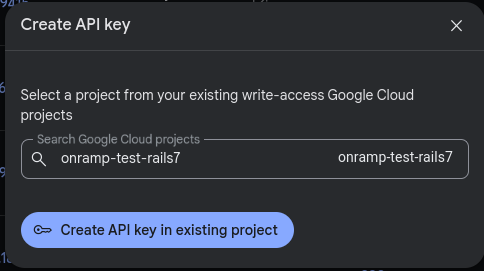 Create API key
Select a project from your existing write-access Google Cloud
projects
Search Google Cloud projects
onramp-test-rails7 onramp-test-rails7
Create API key in existing project